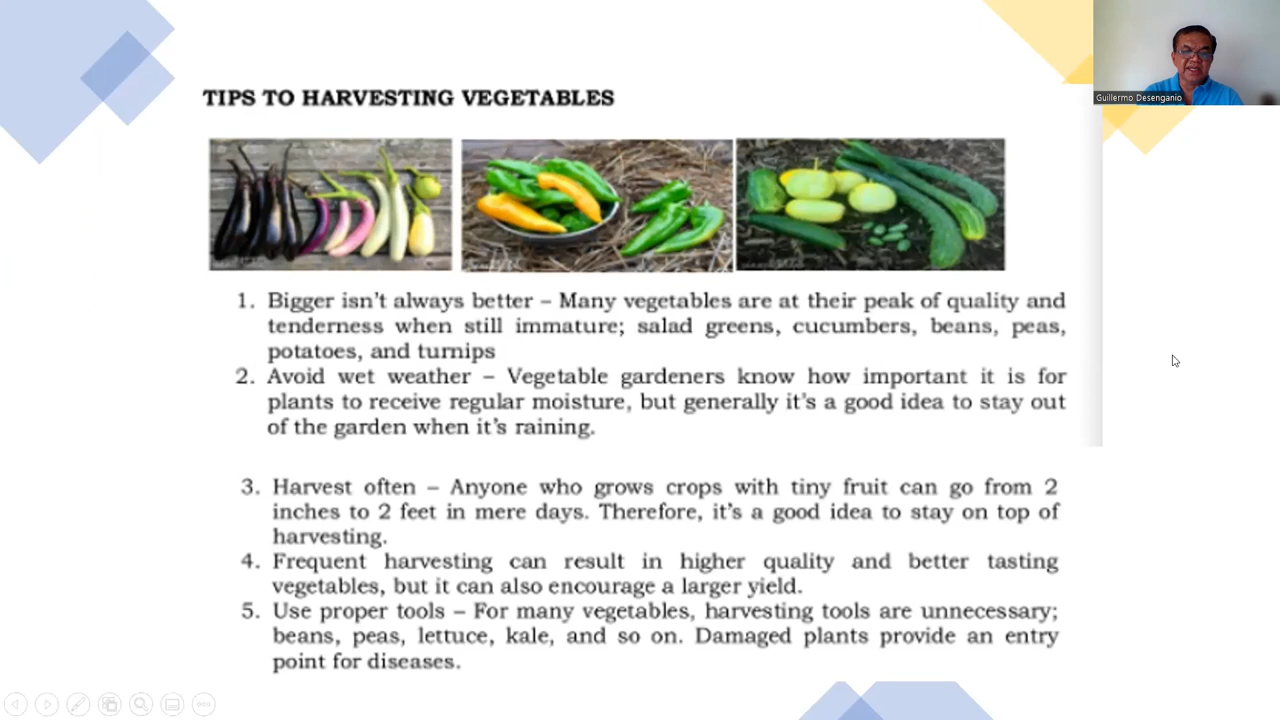 Guillermo Desenganio
TIPS TO HARVESTING VEGETABLES
1. Bigger isn't always better – Many vegetables are at their peak of quality and
tenderness when still immature; salad greens, cucumbers, beans, peas,
potatoes, and turnips
2. Avoid wet weather – Vegetable gardeners know how important it is for
plants to receive regular moisture, but generally it's a good idea to stay out
of the garden when it's raining.
3. Harvest often – Anyone who grows crops with tiny fruit can go from 2
inches to 2 feet in mere days. Therefore, it's a good idea to stay on top of
harvesting.
4. Frequent harvesting can result in higher quality and better tasting
vegetables, but it can also encourage a larger yield.
5. Use proper tools – For many vegetables, harvesting tools are unnecessary;
beans, peas, lettuce, kale, and so on. Damaged plants provide an entry
point for diseases.